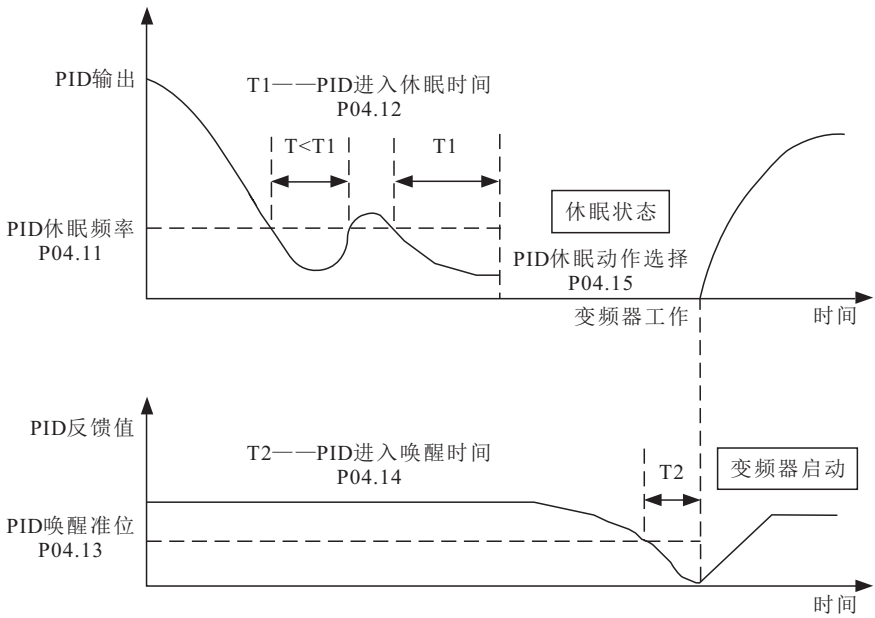 PID输出
T1——PID进入休眠时间
P04.12
T<T1
T1
PID休眠频率
P04.11
休眠状态
PID休眠动作选择
P04.15
变频器工作
时间
PID反馈值
T2——PID进入唤醒时间
P04.14
T2
变频器启动
PID唤醒准位
P04.13
时间